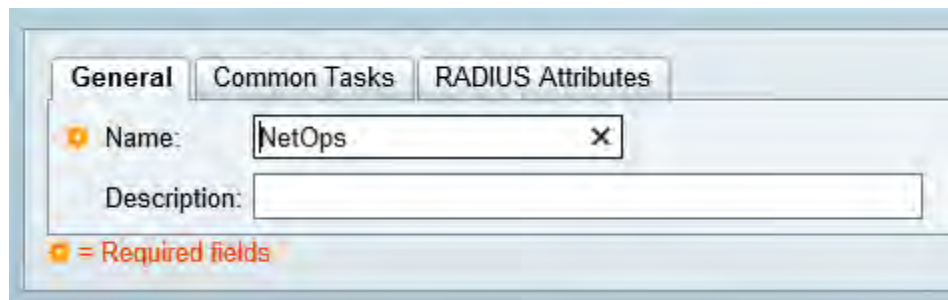 General Common Tasks RADIUS Attributes
Name: NetOps
Description:
= Required fields